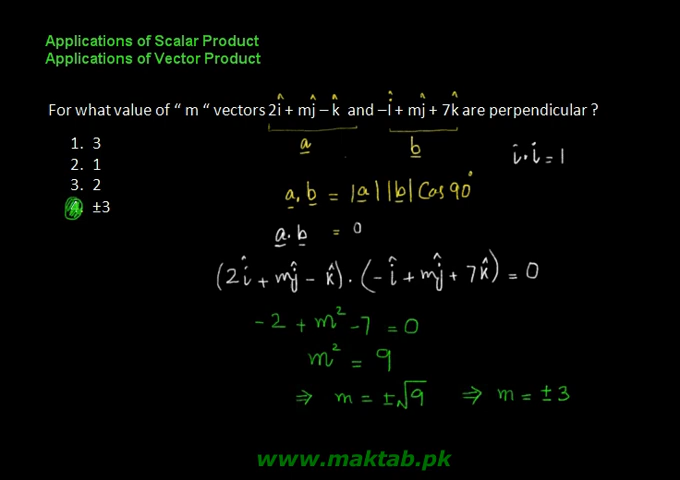 Applications of Scalar Product
Applications of Vector Product
For what value of “ m “ vectors 2î + mĵ – k̂ and –î + mĵ + 7k̂ are perpendicular ?
a b
1. 3
2. 1
3. 2
4. ±3
î . î = 1
a . b = |a| |b| Cos 90°
a . b = 0
(2î + mĵ - k̂) . (-î + mĵ + 7k̂) = 0
-2 + m² - 7 = 0
m² = 9
⇒ m = ±√9 ⇒ m = ±3
www.maktab.pk